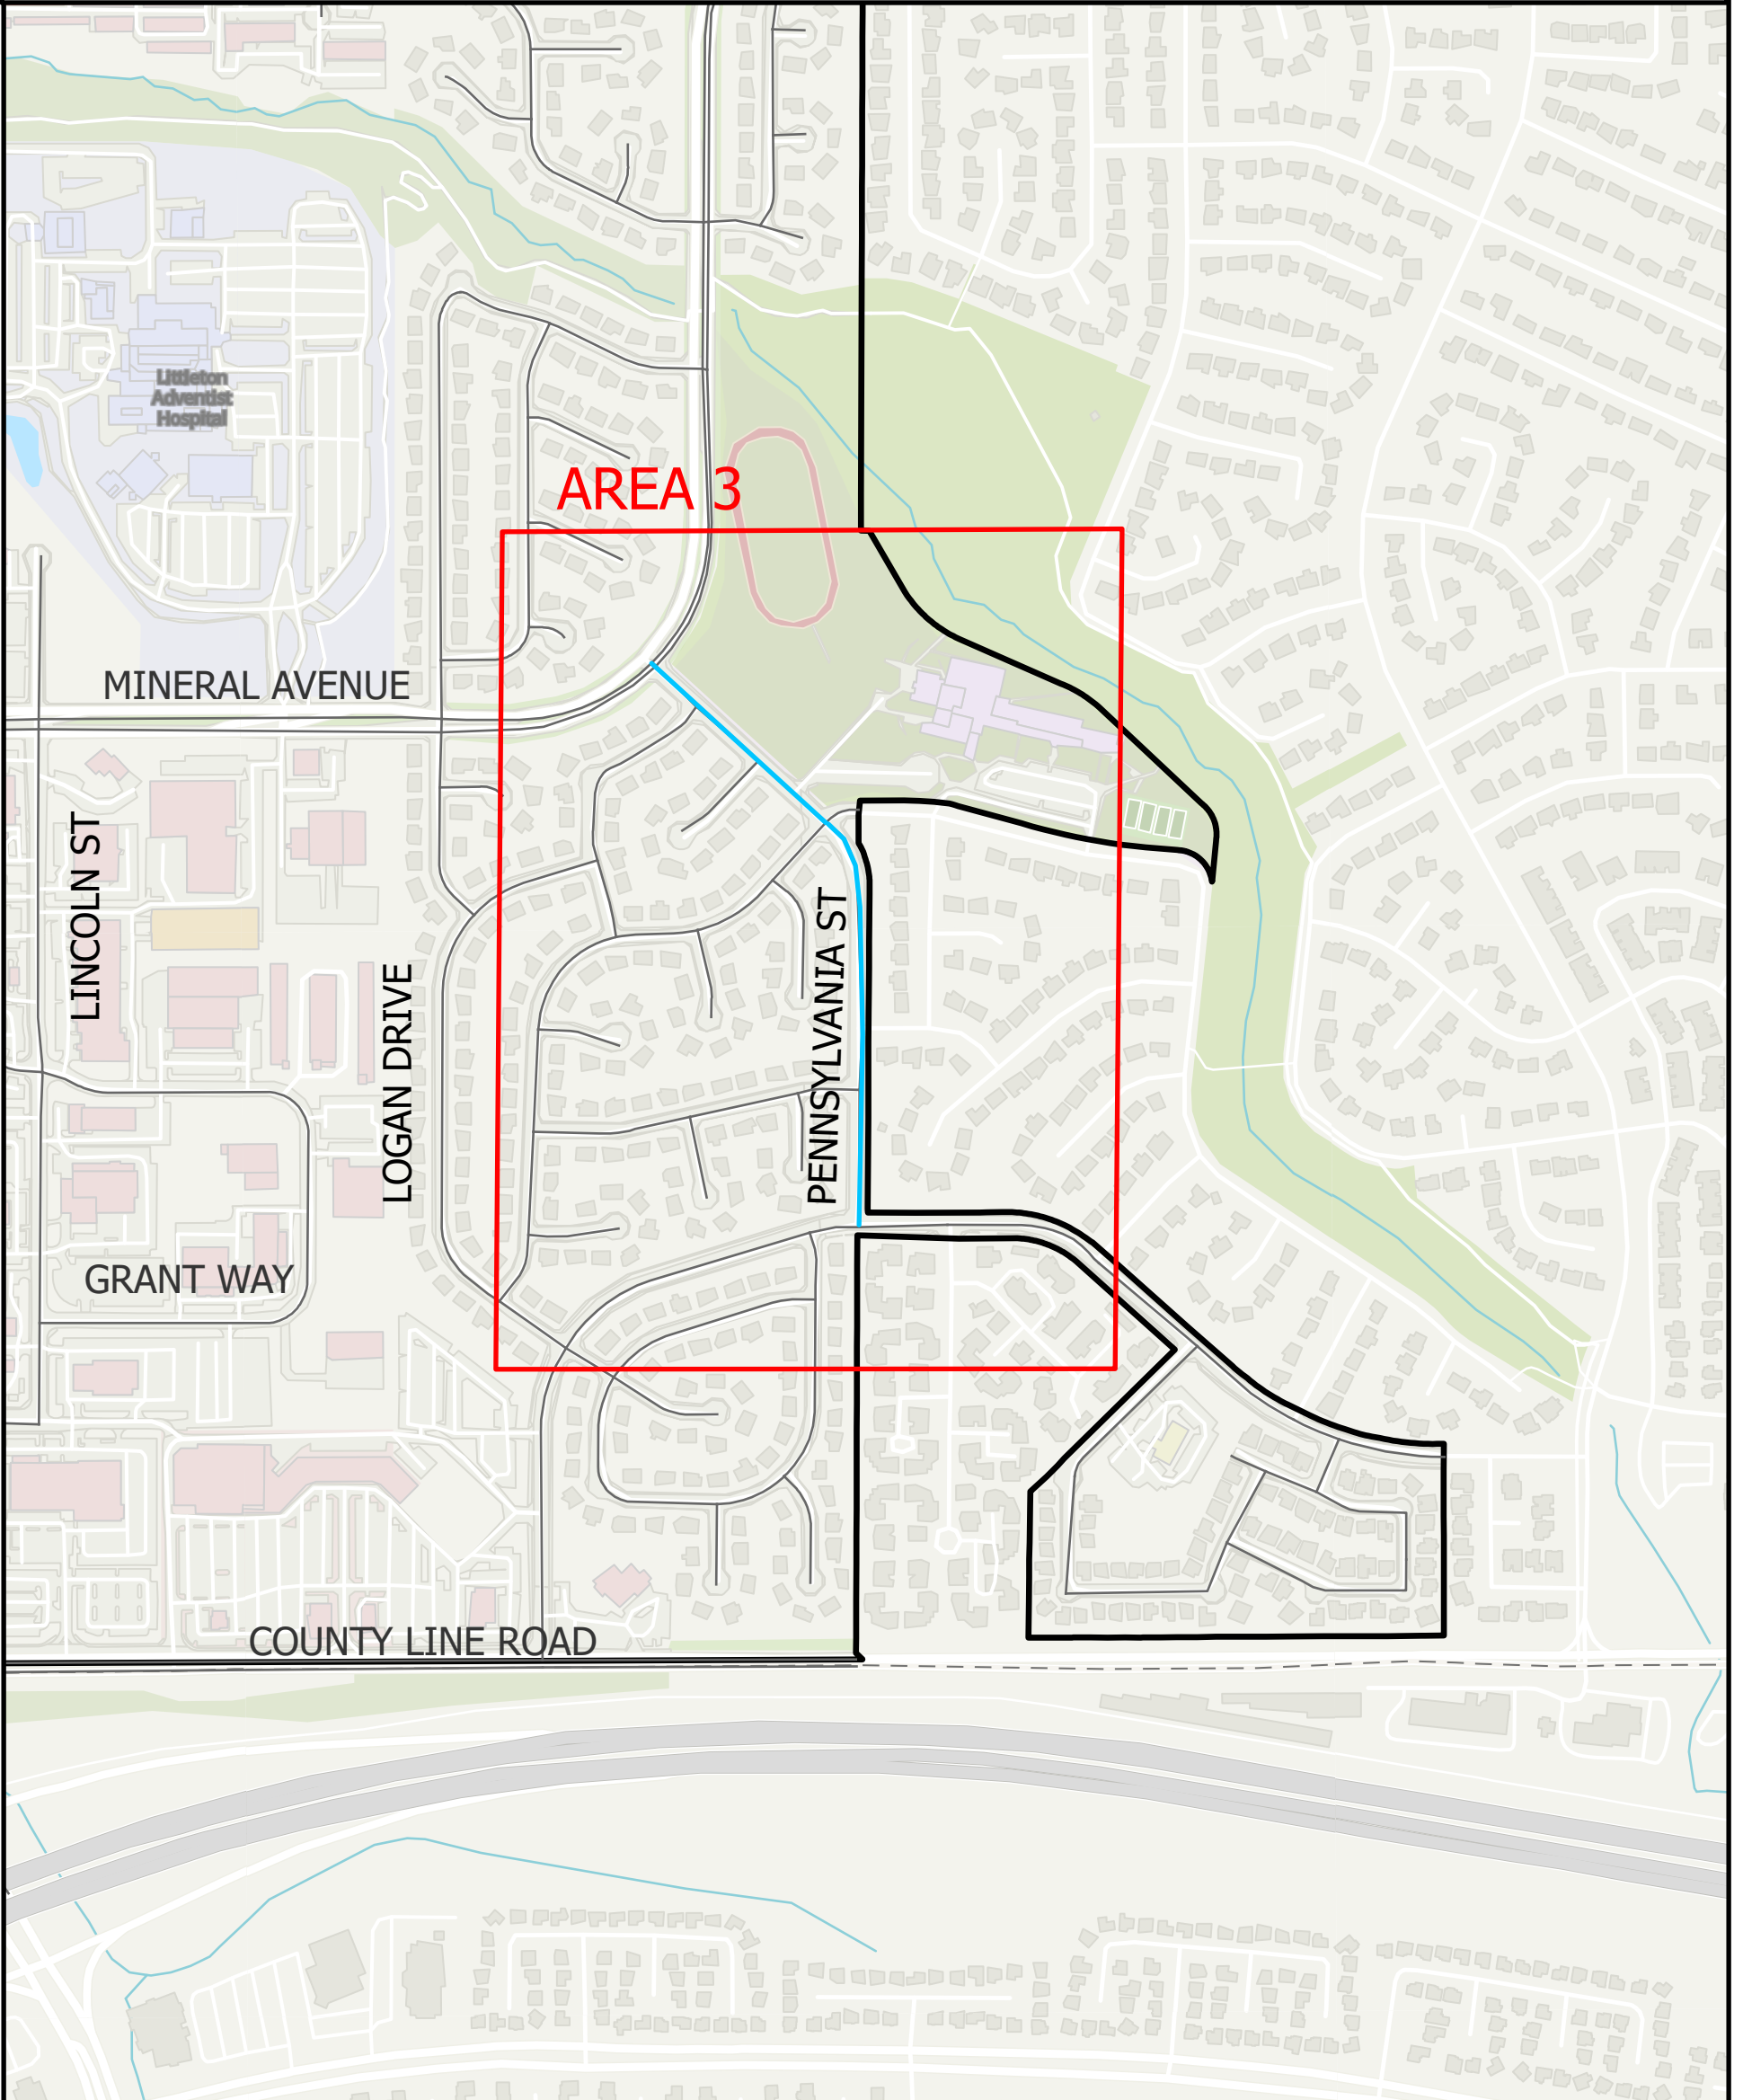 Littleton
Adventist
Hospital
AREA 3
MINERAL AVENUE
LINCOLN ST
LOGAN DRIVE
PENNSYLVANIA ST
GRANT WAY
COUNTY LINE ROAD